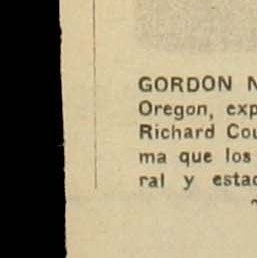 GORDON N
Oregon, exp
Richard Cou
ma que los
ral y estad